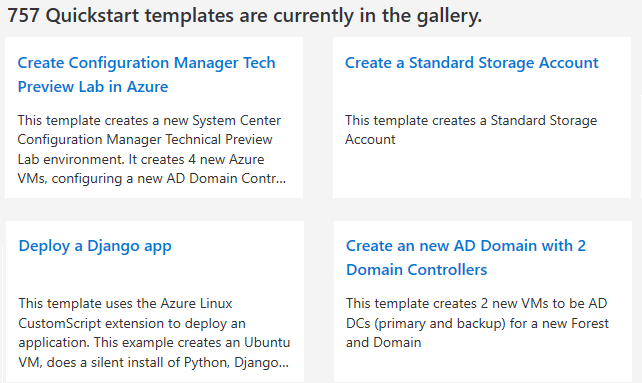 757 Quickstart templates are currently in the gallery.
Create Configuration Manager Tech
Preview Lab in Azure
This template creates a new System Center
Configuration Manager Technical Preview
Lab environment. It creates 4 new Azure
VMs, configuring a new AD Domain Contr...
Create a Standard Storage Account
This template creates a Standard Storage
Account
Deploy a Django app
This template uses the Azure Linux
CustomScript extension to deploy an
application. This example creates an Ubuntu
VM, does a silent install of Python, Django...
Create an new AD Domain with 2
Domain Controllers
This template creates 2 new VMs to be AD
DCs (primary and backup) for a new Forest
and Domain